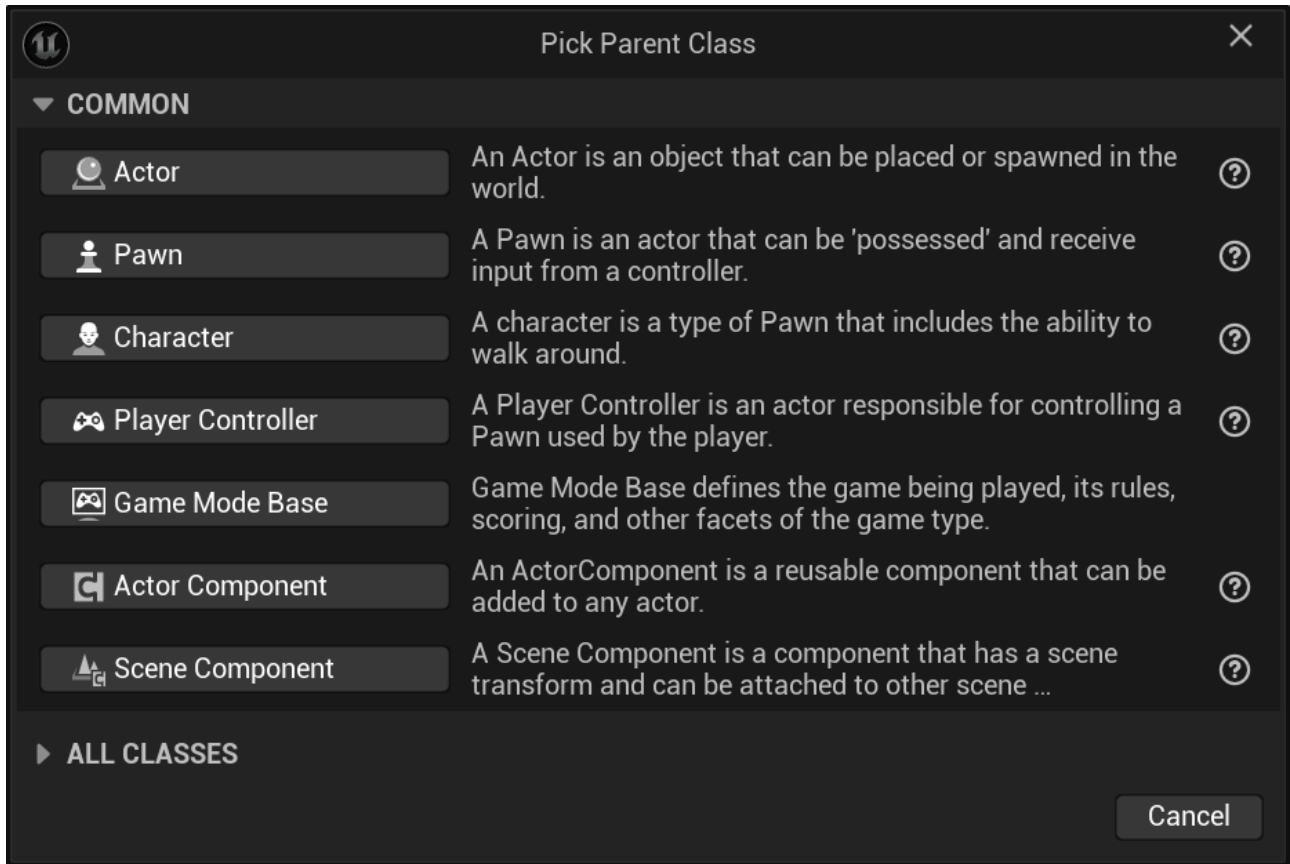 Pick Parent Class
COMMON
Actor
An Actor is an object that can be placed or spawned in the
world.
Pawn
A Pawn is an actor that can be 'possessed' and receive
input from a controller.
Character
A character is a type of Pawn that includes the ability to
walk around.
Player Controller
A Player Controller is an actor responsible for controlling a
Pawn used by the player.
Game Mode Base
Game Mode Base defines the game being played, its rules,
scoring, and other facets of the game type.
Actor Component
An ActorComponent is a reusable component that can be
added to any actor.
Scene Component
A Scene Component is a component that has a scene
transform and can be attached to other scene ...
ALL CLASSES
Cancel